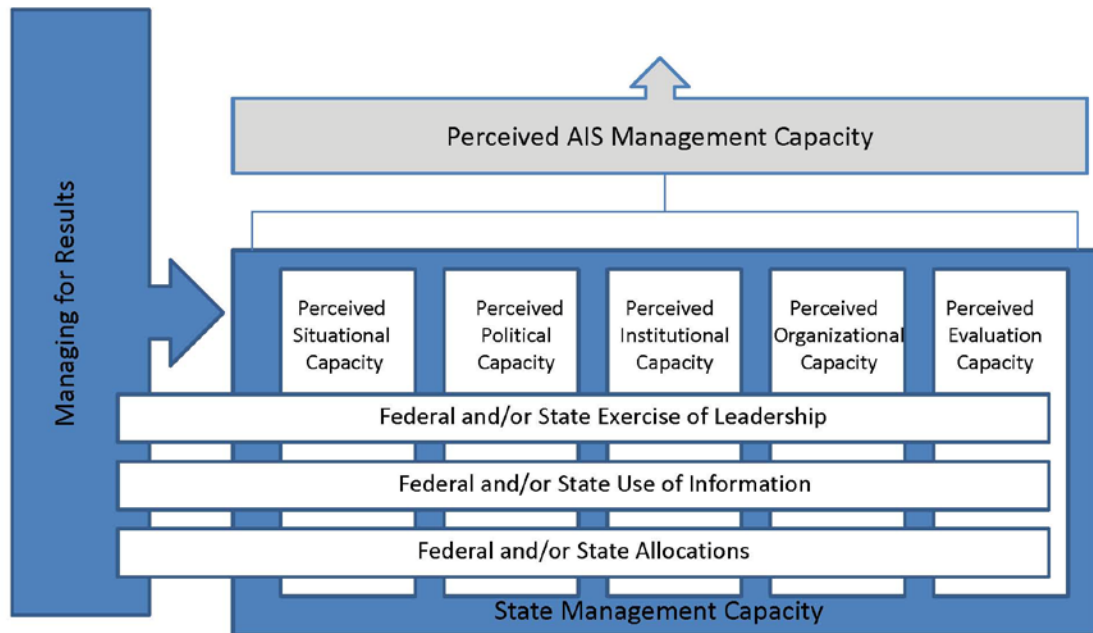 Managing for Results
Perceived AIS Management Capacity
Perceived
Situational
Capacity
Perceived
Political
Capacity
Perceived
Institutional
Capacity
Perceived
Organizational
Capacity
Perceived
Evaluation
Capacity
Federal and/or State Exercise of Leadership
Federal and/or State Use of Information
Federal and/or State Allocations
State Management Capacity